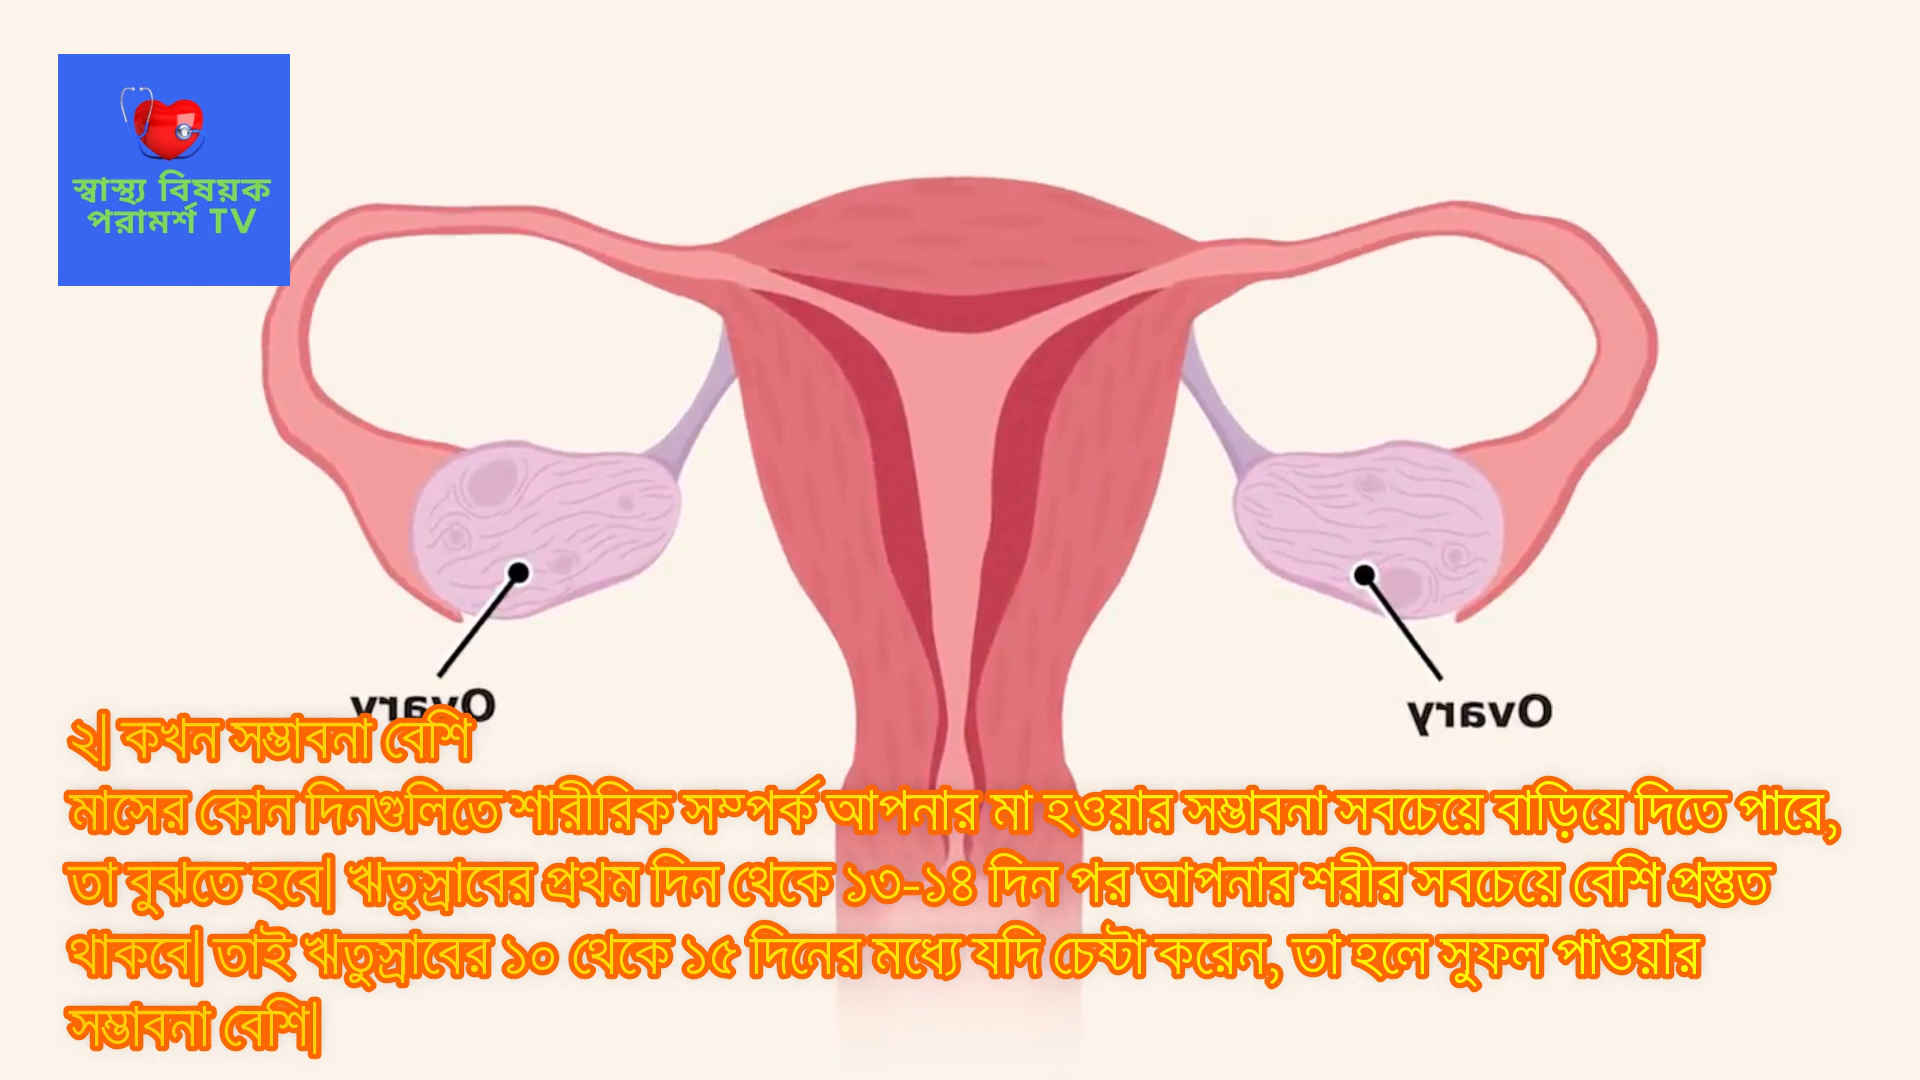 স্বাস্থ্য বিষয়ক
পরামর্শ TV
Ovary
Ovary
২| কখন সম্ভাবনা বেশি
মাসের কোন দিনগুলিতে শারীরিক সম্পর্ক আপনার মা হওয়ার সম্ভাবনা সবচেয়ে বাড়িয়ে দিতে পারে,
তা বুঝতে হবে| ঋতুস্রাবের প্রথম দিন থেকে ১৩-১৪ দিন পর আপনার শরীর সবচেয়ে বেশি প্রস্তুত
থাকবে| তাই ঋতুস্রাবের ১০ থেকে ১৫ দিনের মধ্যে যদি চেষ্টা করেন, তা হলে সুফল পাওয়ার
সম্ভাবনা বেশি|